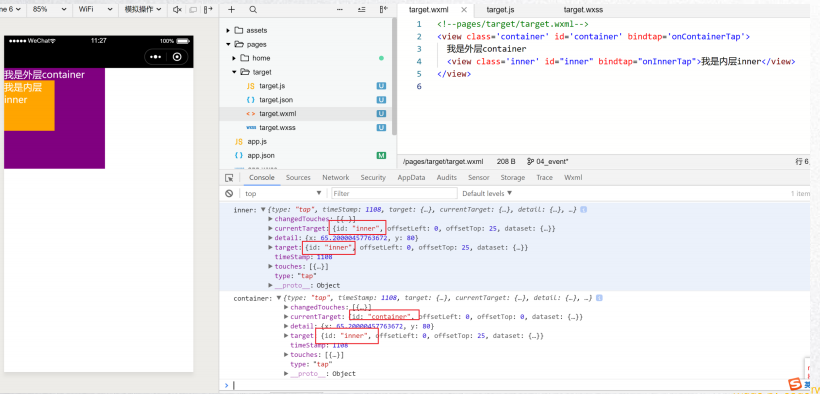 ne 6 85% WiFi 模拟操作
WeChat 11:27 100%
我是外层container
我是内层
inner
assets
pages
home
target
JS target.js U
{} target.json U
<> target.wxml U
wxss target.wxss U
JS app.js
{} app.json M
target.wxml × target.js target.wxss
1 <!--pages/target/target.wxml-->
2 <view class='container' id='container' bindtap='onContainerTap'>
3 我是外层container
4 <view class='inner' id="inner" bindtap="onInnerTap">我是内层inner</view>
5 </view>
6
/pages/target/target.wxml 208 B 04_event* 行 6
Console Sources Network Security AppData Audits Sensor Storage Trace Wxml
top Filter Default levels 1 item
inner: {type: "tap", timeStamp: 1108, target: {…}, currentTarget: {…}, detail: {…}, …}
changedTouches: [{…}]
currentTarget: {id: "inner", offsetLeft: 0, offsetTop: 25, dataset: {…}}
detail: {x: 65.20000457763672, y: 80}
target: {id: "inner", offsetLeft: 0, offsetTop: 25, dataset: {…}}
timeStamp: 1108
touches: [{…}]
type: "tap"
__proto__: Object
container: {type: "tap", timeStamp: 1108, target: {…}, currentTarget: {…}, detail: {…}, …}
changedTouches: [{…}]
currentTarget: {id: "container", offsetLeft: 0, offsetTop: 0, dataset: {…}}
detail: {x: 65.20000457763672, y: 80}
target: {id: "inner", offsetLeft: 0, offsetTop: 25, dataset: {…}}
timeStamp: 1108
touches: [{…}]
type: "tap"
__proto__: Object